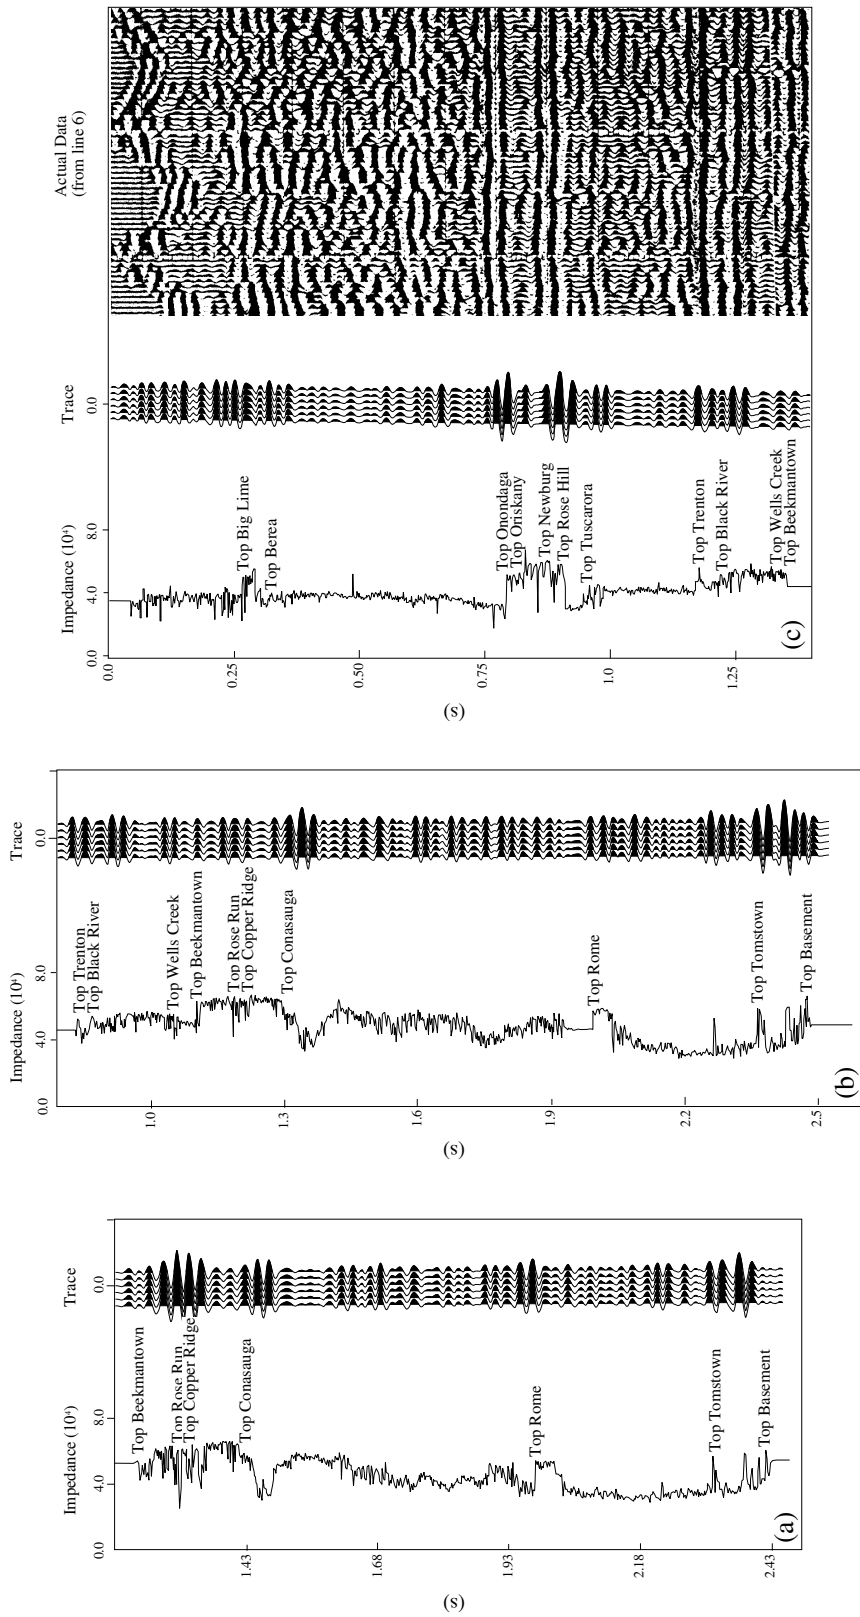 Actual Data
(from line 6)
Trace
0.0
Impedance (10⁴)
8.0
4.0
0.0
Top Big Lime
Top Berea
Top Onondaga
Top Oriskany
Top Newburg
Top Rose Hill
Top Tuscarora
Top Trenton
Top Black River
Top Wells Creek
Top Beekmantown
0.0
0.25
0.50
0.75
1.0
1.25
(s)
(c)
Trace
0.0
Impedance (10⁴)
8.0
4.0
0.0
Top Trenton
Top Black River
Top Wells Creek
Top Beekmantown
Top Rose Run
Top Copper Ridge
Top Conasauga
Top Rome
Top Tomstown
Top Basement
1.0
1.3
1.6
1.9
2.2
2.5
(s)
(b)
Trace
0.0
Impedance (10⁴)
8.0
4.0
0.0
Top Beekmantown
Top Rose Run
Top Copper Ridge
Top Conasauga
Top Rome
Top Tomstown
Top Basement
1.43
1.68
1.93
2.18
2.43
(s)
(a)